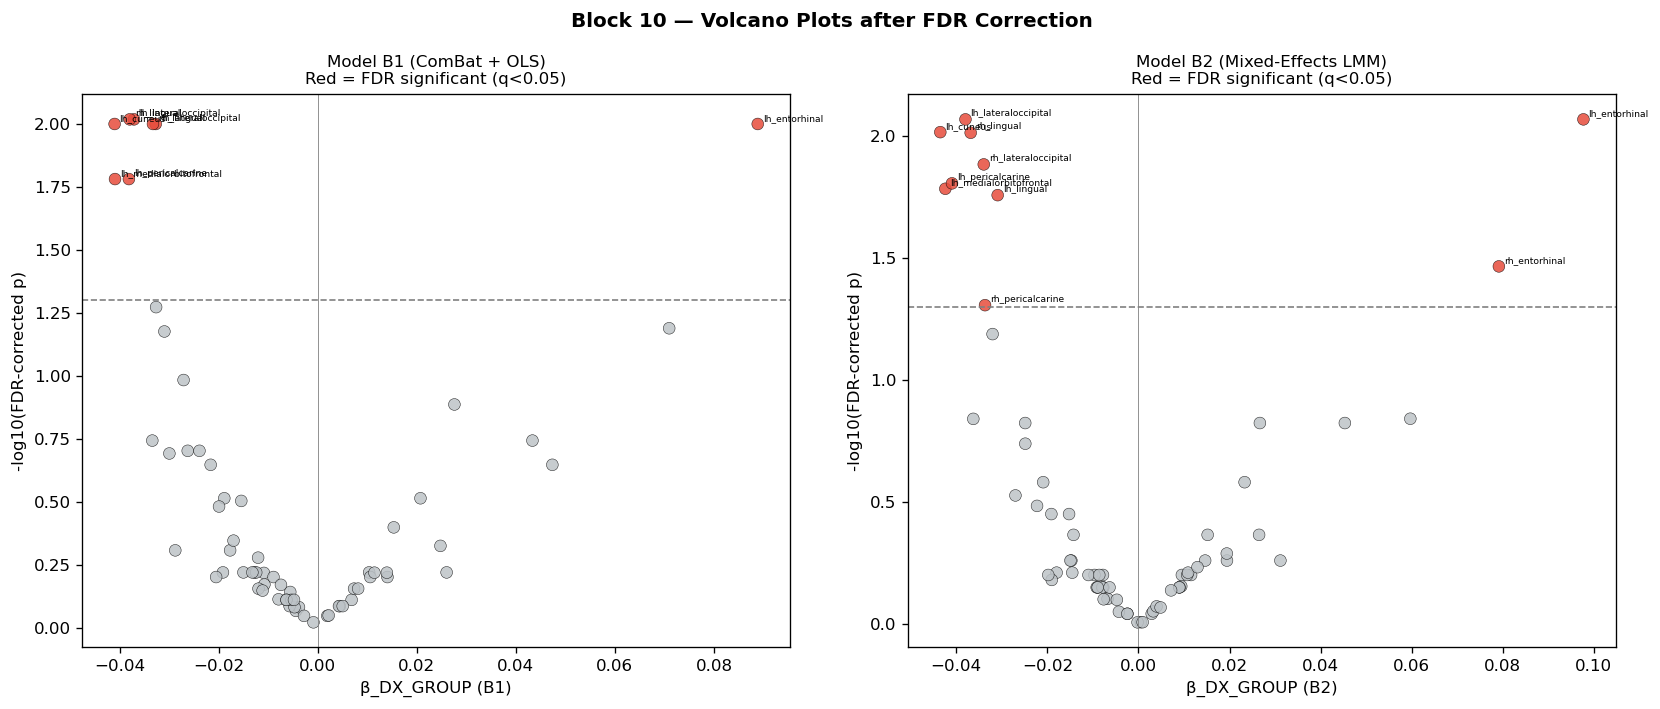 Block 10 — Volcano Plots after FDR Correction
Model B1 (ComBat + OLS)
Red = FDR significant (q<0.05)
-log10(FDR-corrected p)
2.00
1.75
1.50
1.25
1.00
0.75
0.50
0.25
0.00
lh_entorhinal
−0.04
−0.02
0.00
0.02
0.04
0.06
0.08
β_DX_GROUP (B1)
Model B2 (Mixed-Effects LMM)
Red = FDR significant (q<0.05)
-log10(FDR-corrected p)
2.0
1.5
1.0
0.5
0.0
lh_lateraloccipital
lh_entorhinal
lh_cuneus
rh_lingual
rh_lateraloccipital
lh_pericalcarine
lh_medialorbitofrontal
lh_lingual
rh_entorhinal
rh_pericalcarine
−0.04
−0.02
0.00
0.02
0.04
0.06
0.08
0.10
β_DX_GROUP (B2)